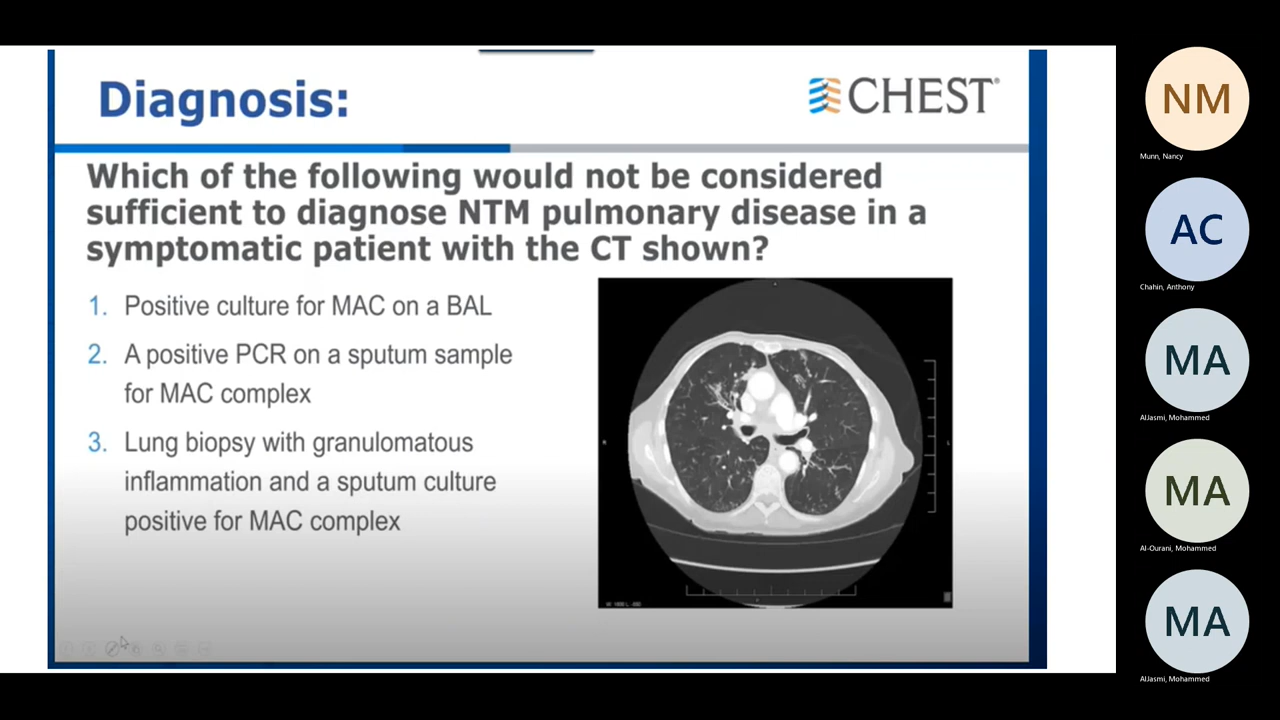 Diagnosis:
CHEST®
Which of the following would not be considered
sufficient to diagnose NTM pulmonary disease in a
symptomatic patient with the CT shown?
1. Positive culture for MAC on a BAL
2. A positive PCR on a sputum sample
for MAC complex
3. Lung biopsy with granulomatous
inflammation and a sputum culture
positive for MAC complex
NM
Munn, Nancy
AC
Chahin, Anthony
MA
AlJasmi, Mohammed
MA
Al-Ourani, Mohammed
MA
AlJasmi, Mohammed